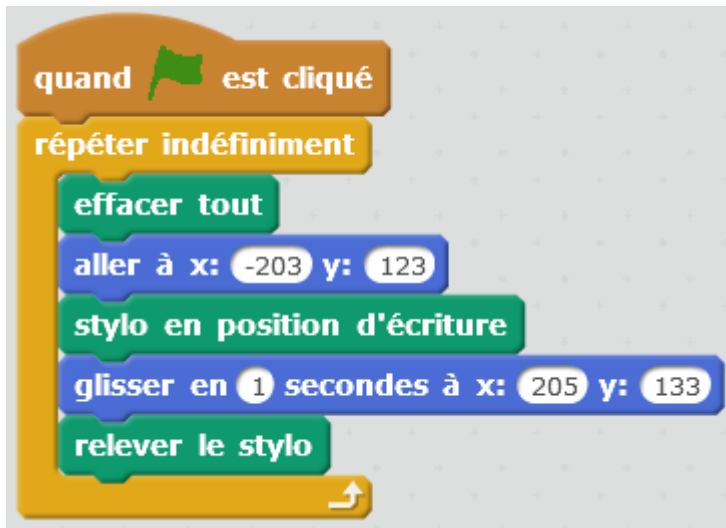 quand est cliqué
répéter indéfiniment
effacer tout
aller à x: -203 y: 123
stylo en position d'écriture
glisser en 1 secondes à x: 205 y: 133
relever le stylo